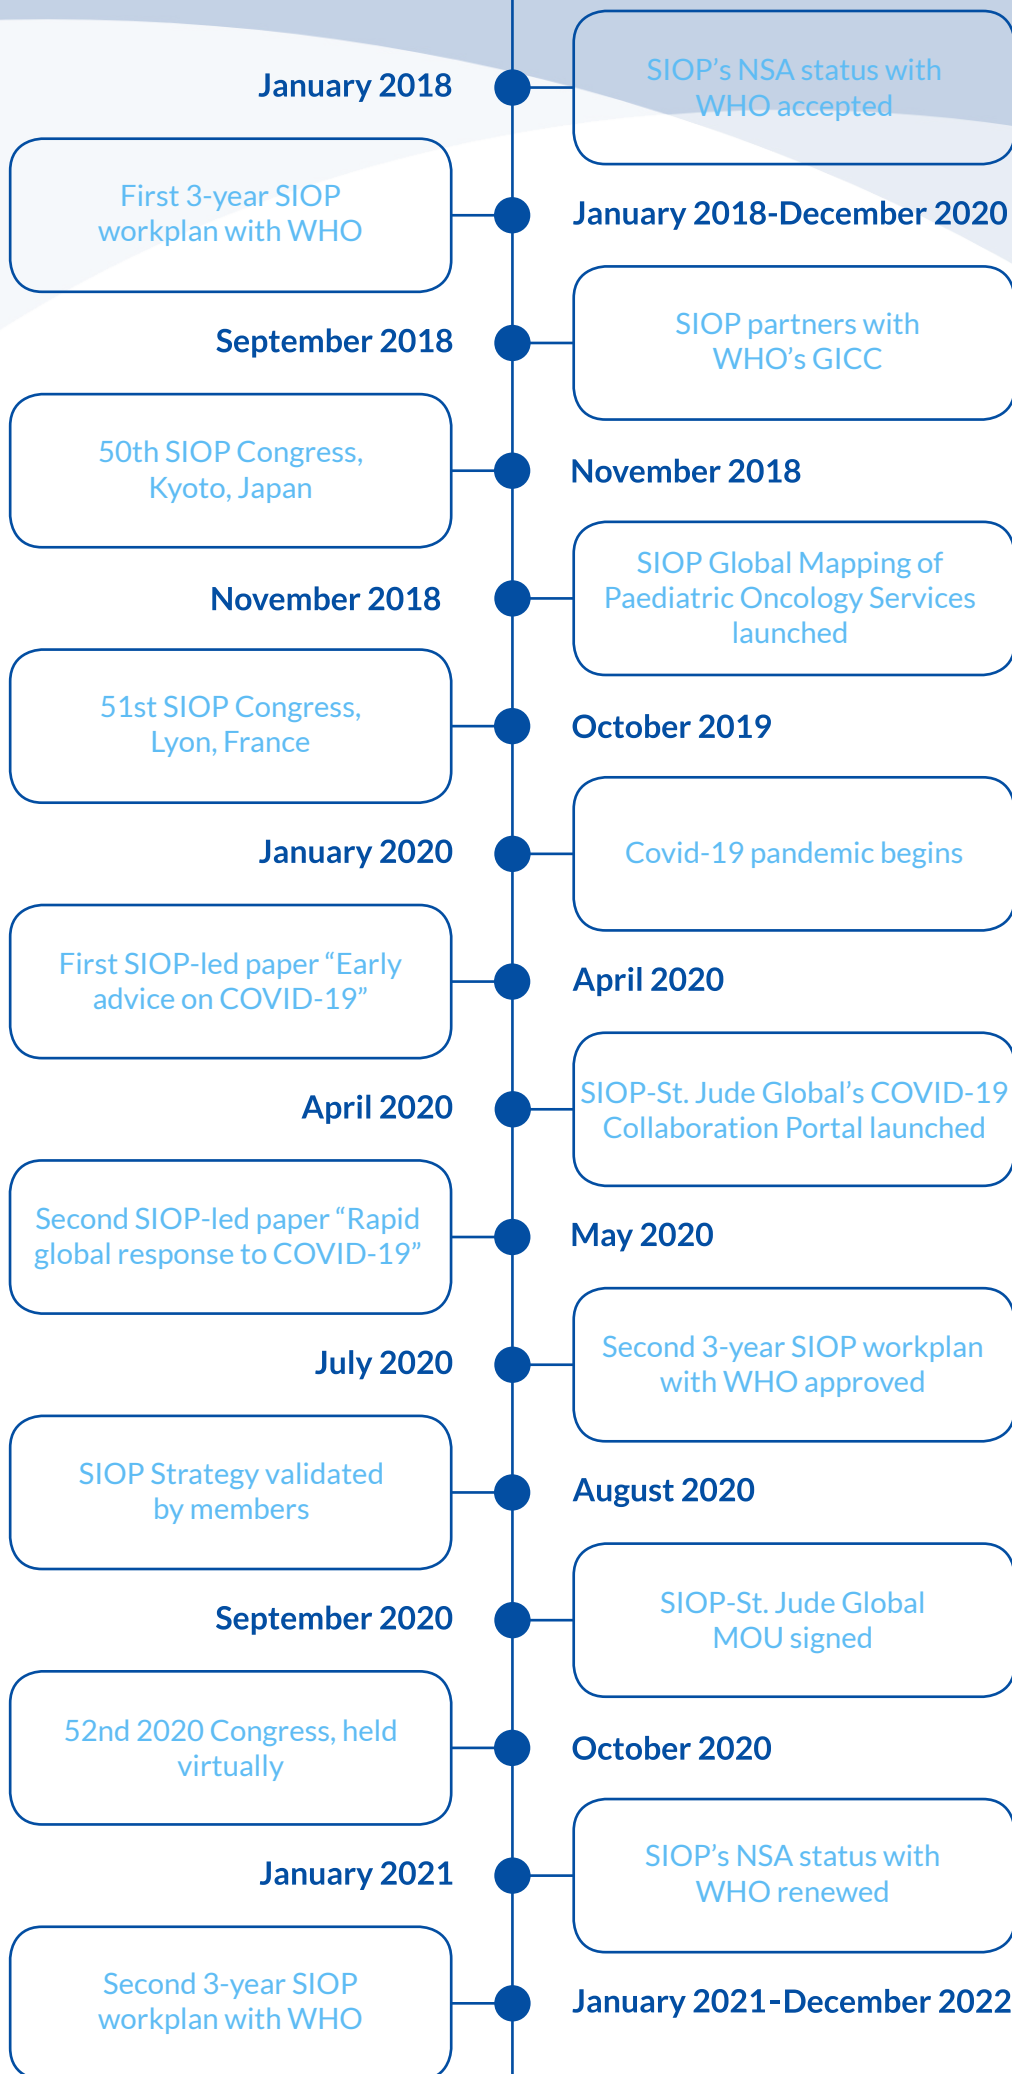 January 2018
SIOP’s NSA status with
WHO accepted
First 3-year SIOP
workplan with WHO
January 2018-December 2020
September 2018
SIOP partners with
WHO’s GICC
50th SIOP Congress,
Kyoto, Japan
November 2018
November 2018
SIOP Global Mapping of
Paediatric Oncology Services
launched
51st SIOP Congress,
Lyon, France
October 2019
January 2020
Covid-19 pandemic begins
First SIOP-led paper “Early
advice on COVID-19”
April 2020
April 2020
SIOP-St. Jude Global’s COVID-19
Collaboration Portal launched
Second SIOP-led paper “Rapid
global response to COVID-19”
May 2020
July 2020
Second 3-year SIOP workplan
with WHO approved
SIOP Strategy validated
by members
August 2020
September 2020
SIOP-St. Jude Global
MOU signed
52nd 2020 Congress, held
virtually
October 2020
January 2021
SIOP’s NSA status with
WHO renewed
Second 3-year SIOP
workplan with WHO
January 2021-December 2022